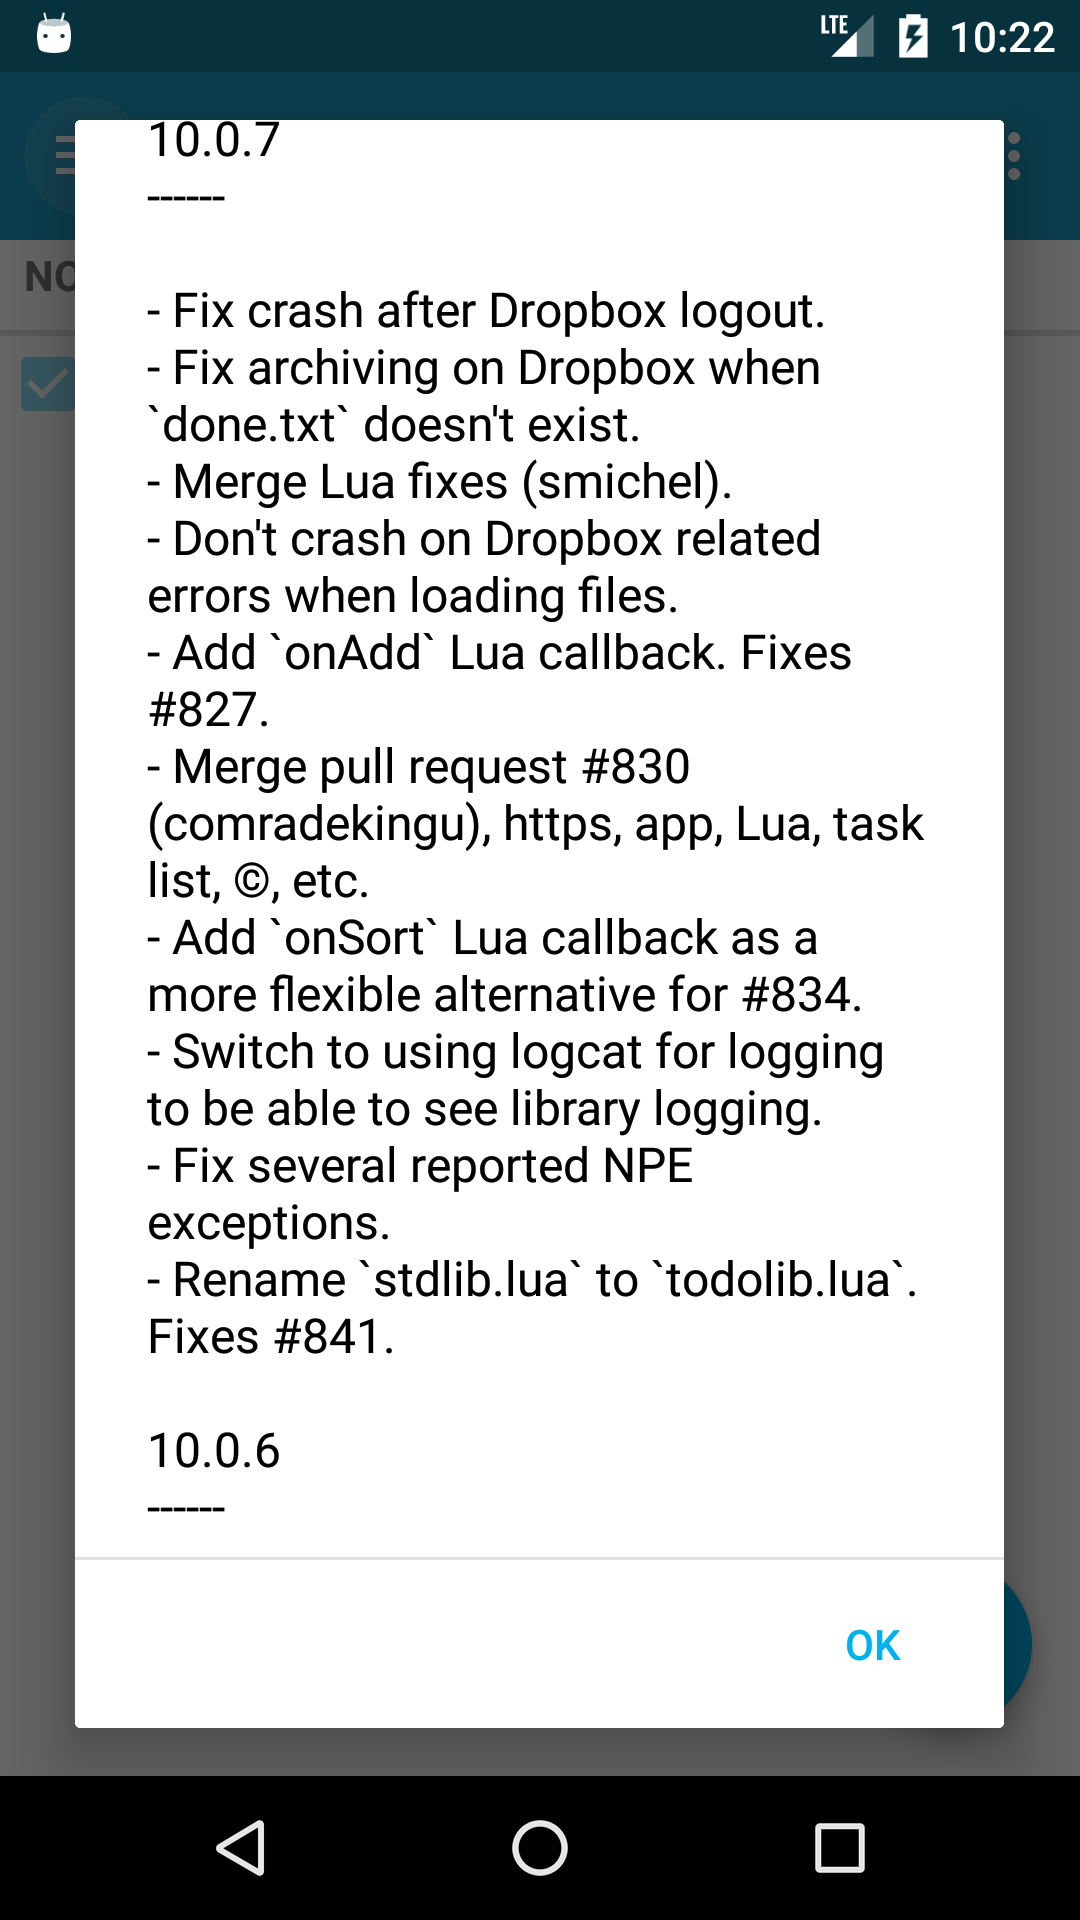 LTE 10:22
10.0.7
------
NO
- Fix crash after Dropbox logout.
- Fix archiving on Dropbox when
`done.txt` doesn't exist.
- Merge Lua fixes (smichel).
- Don't crash on Dropbox related
errors when loading files.
- Add `onAdd` Lua callback. Fixes
#827.
- Merge pull request #830
(comradekingu), https, app, Lua, task
list, ©, etc.
- Add `onSort` Lua callback as a
more flexible alternative for #834.
- Switch to using logcat for logging
to be able to see library logging.
- Fix several reported NPE
exceptions.
- Rename `stdlib.lua` to `todolib.lua`.
Fixes #841.
10.0.6
------
OK